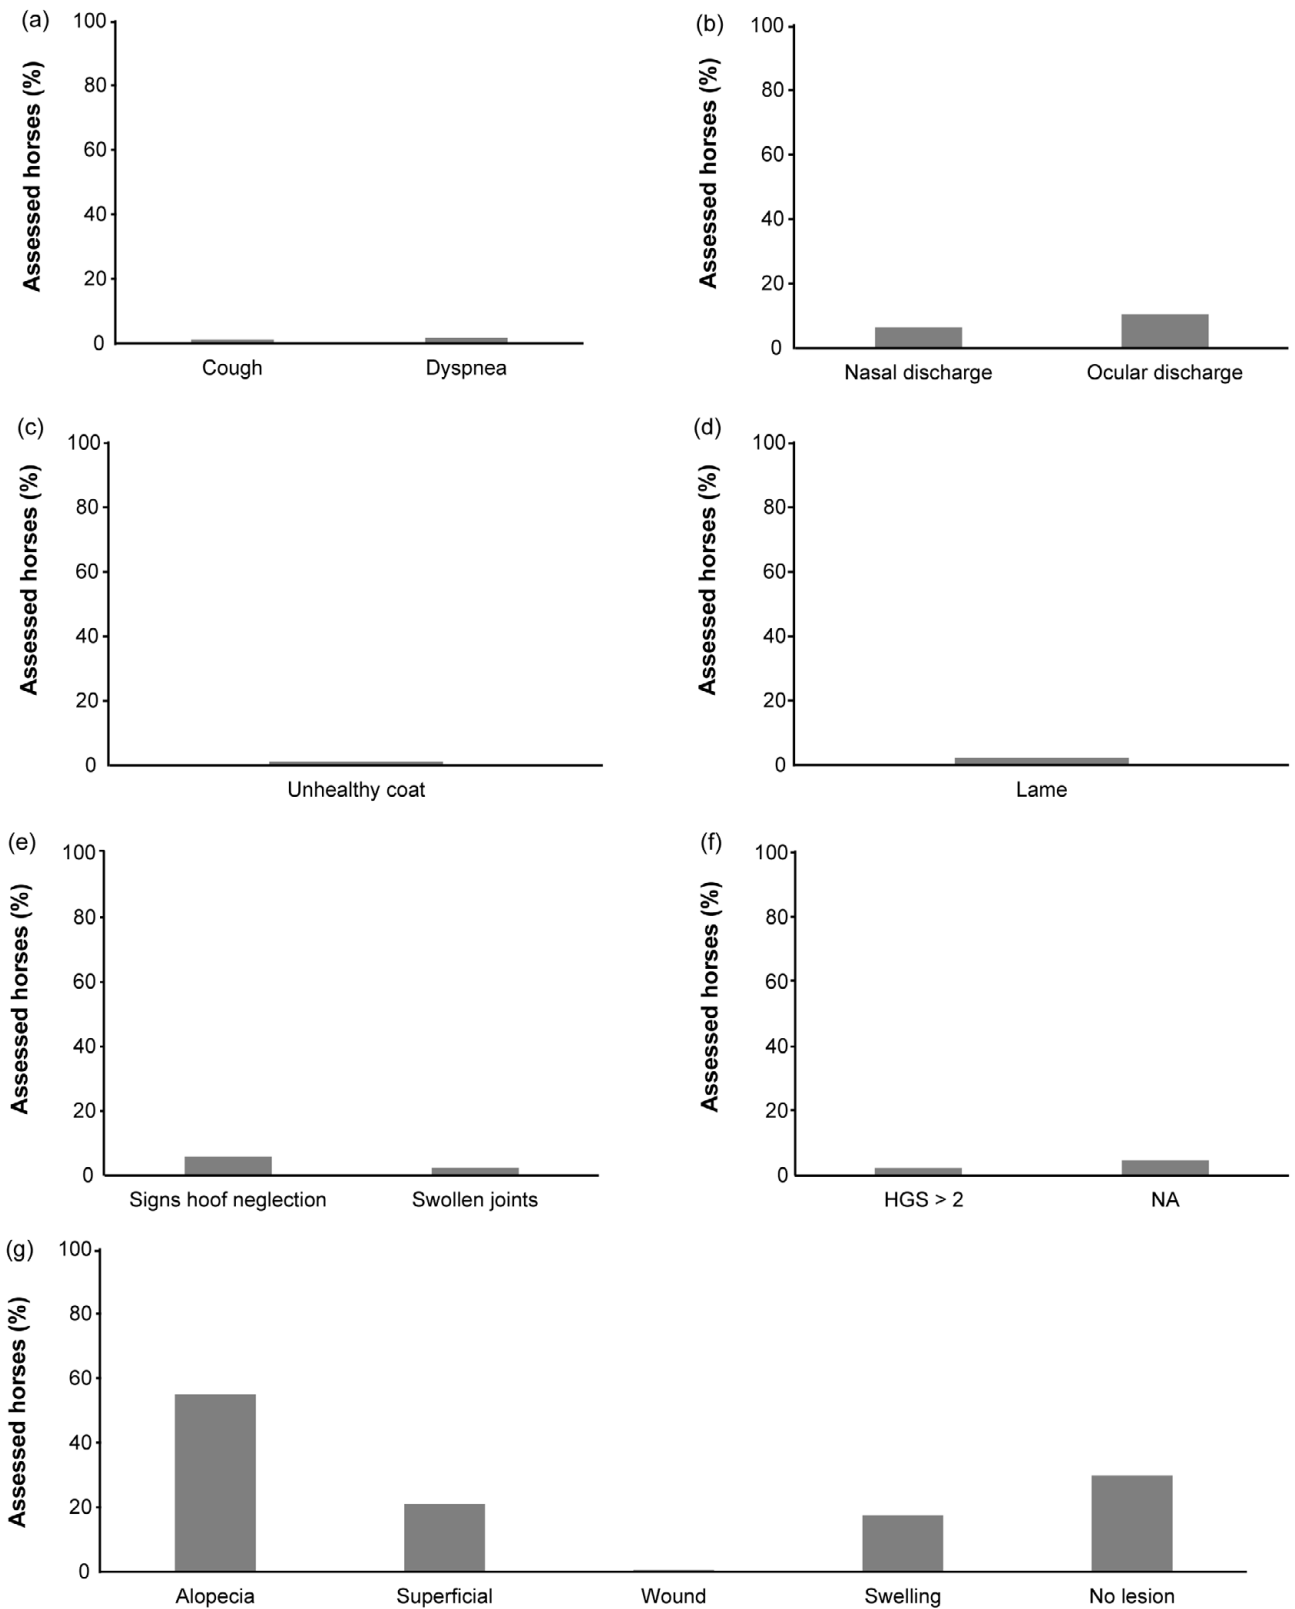 (a)
Assessed horses (%)
100
80
60
40
20
0
Cough
Dyspnea
(b)
Assessed horses (%)
100
80
60
40
20
0
Nasal discharge
Ocular discharge
(c)
Assessed horses (%)
100
80
60
40
20
0
Unhealthy coat
(d)
Assessed horses (%)
100
80
60
40
20
0
Lame
(e)
Assessed horses (%)
100
80
60
40
20
0
Signs hoof neglection
Swollen joints
(f)
Assessed horses (%)
100
80
60
40
20
0
HGS > 2
NA
(g)
Assessed horses (%)
100
80
60
40
20
0
Alopecia
Superficial
Wound
Swelling
No lesion